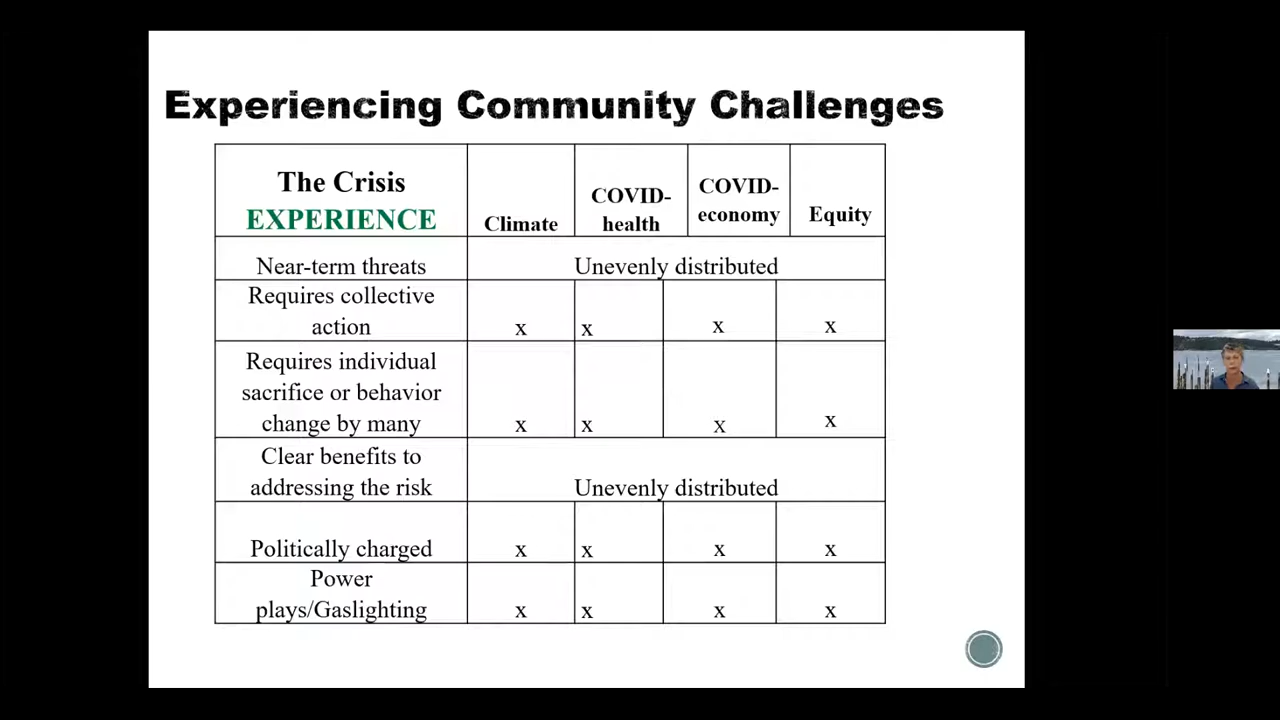 Experiencing Community Challenges
The Crisis
EXPERIENCE
Climate
COVID-
health
COVID-
economy
Equity
Near-term threats
Unevenly distributed
Requires collective
action
x x x x
Requires individual
sacrifice or behavior
change by many
x x x x
Clear benefits to
addressing the risk
Unevenly distributed
Politically charged
x x x x
Power
plays/Gaslighting
x x x x